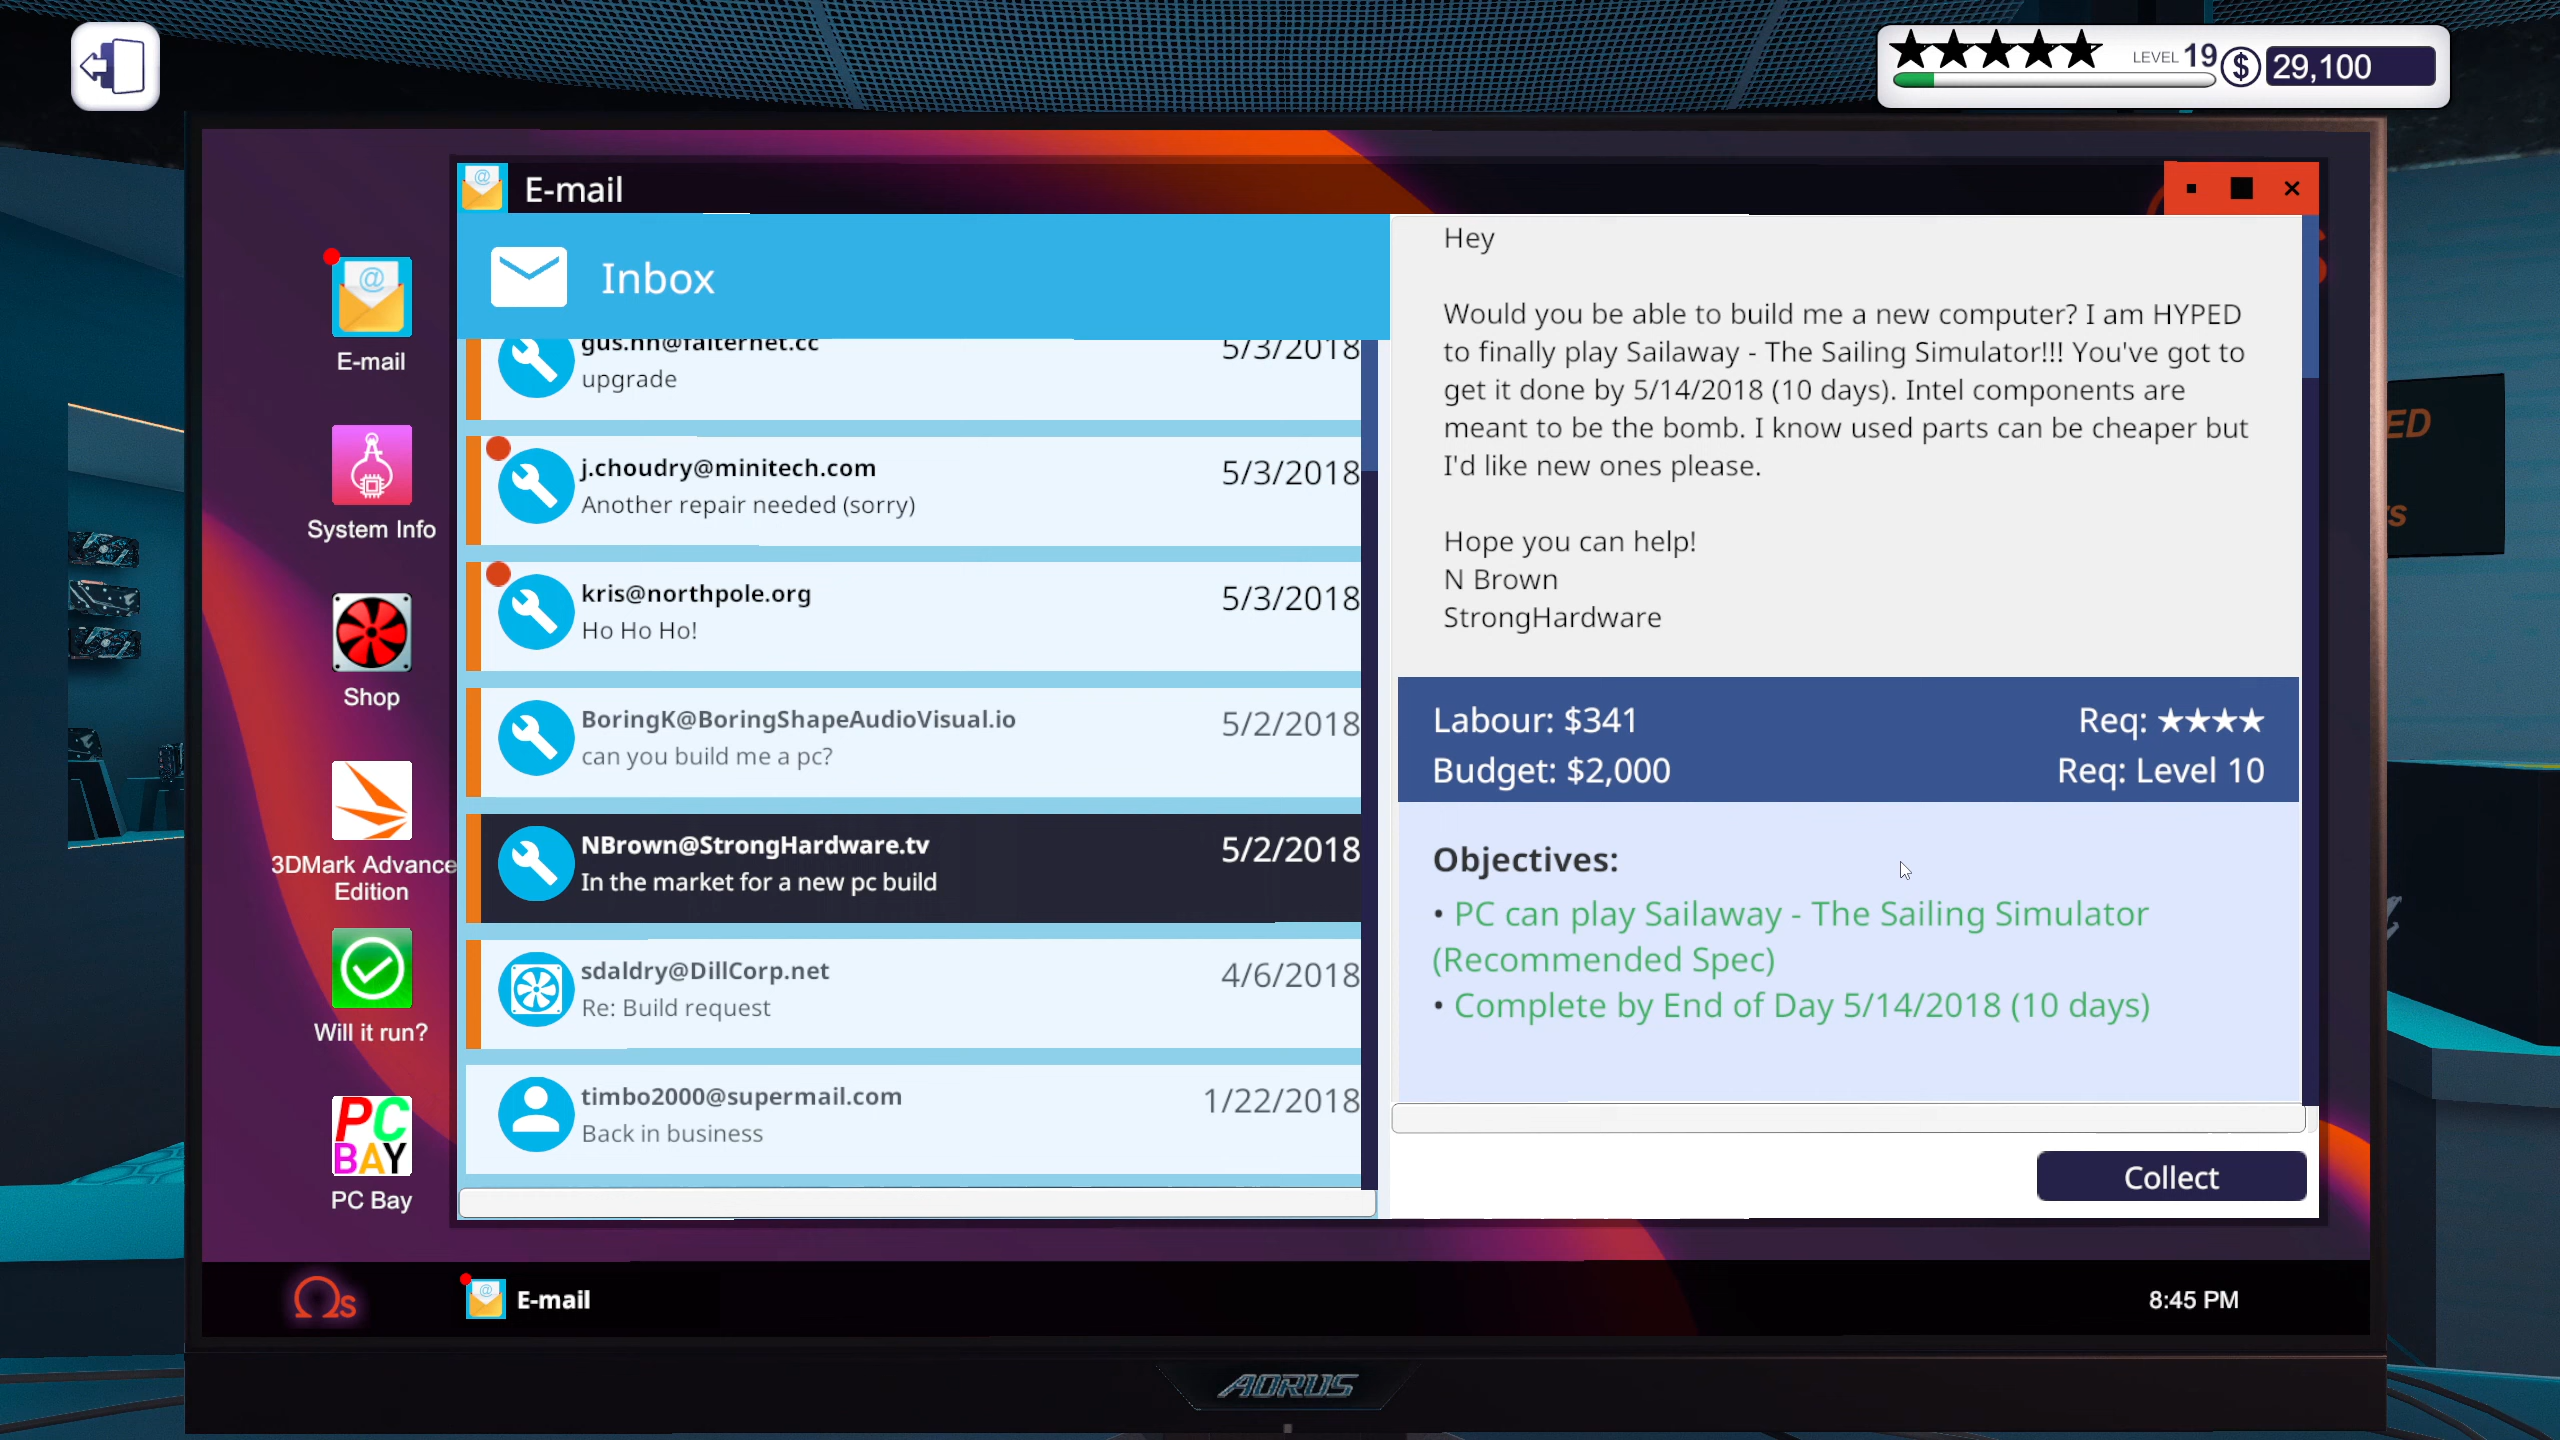 LEVEL 19
29,100
E-mail
Inbox
gus.hh@falternet.cc
5/3/2018
upgrade
j.choudry@minitech.com
5/3/2018
Another repair needed (sorry)
kris@northpole.org
5/3/2018
Ho Ho Ho!
BoringK@BoringShapeAudioVisual.io
5/2/2018
can you build me a pc?
NBrown@StrongHardware.tv
5/2/2018
In the market for a new pc build
sdaldry@DillCorp.net
4/6/2018
Re: Build request
timbo2000@supermail.com
1/22/2018
Back in business
Hey
Would you be able to build me a new computer? I am HYPED
to finally play Sailaway - The Sailing Simulator!!! You've got to
get it done by 5/14/2018 (10 days). Intel components are
meant to be the bomb. I know used parts can be cheaper but
I'd like new ones please.
Hope you can help!
N Brown
StrongHardware
Labour: $341
Req: ★★★★
Budget: $2,000
Req: Level 10
Objectives:
• PC can play Sailaway - The Sailing Simulator
(Recommended Spec)
• Complete by End of Day 5/14/2018 (10 days)
Collect
E-mail
System Info
Shop
3DMark Advance
Edition
Will it run?
PC
BAY
PC Bay
Ωs
E-mail
8:45 PM
AORUS